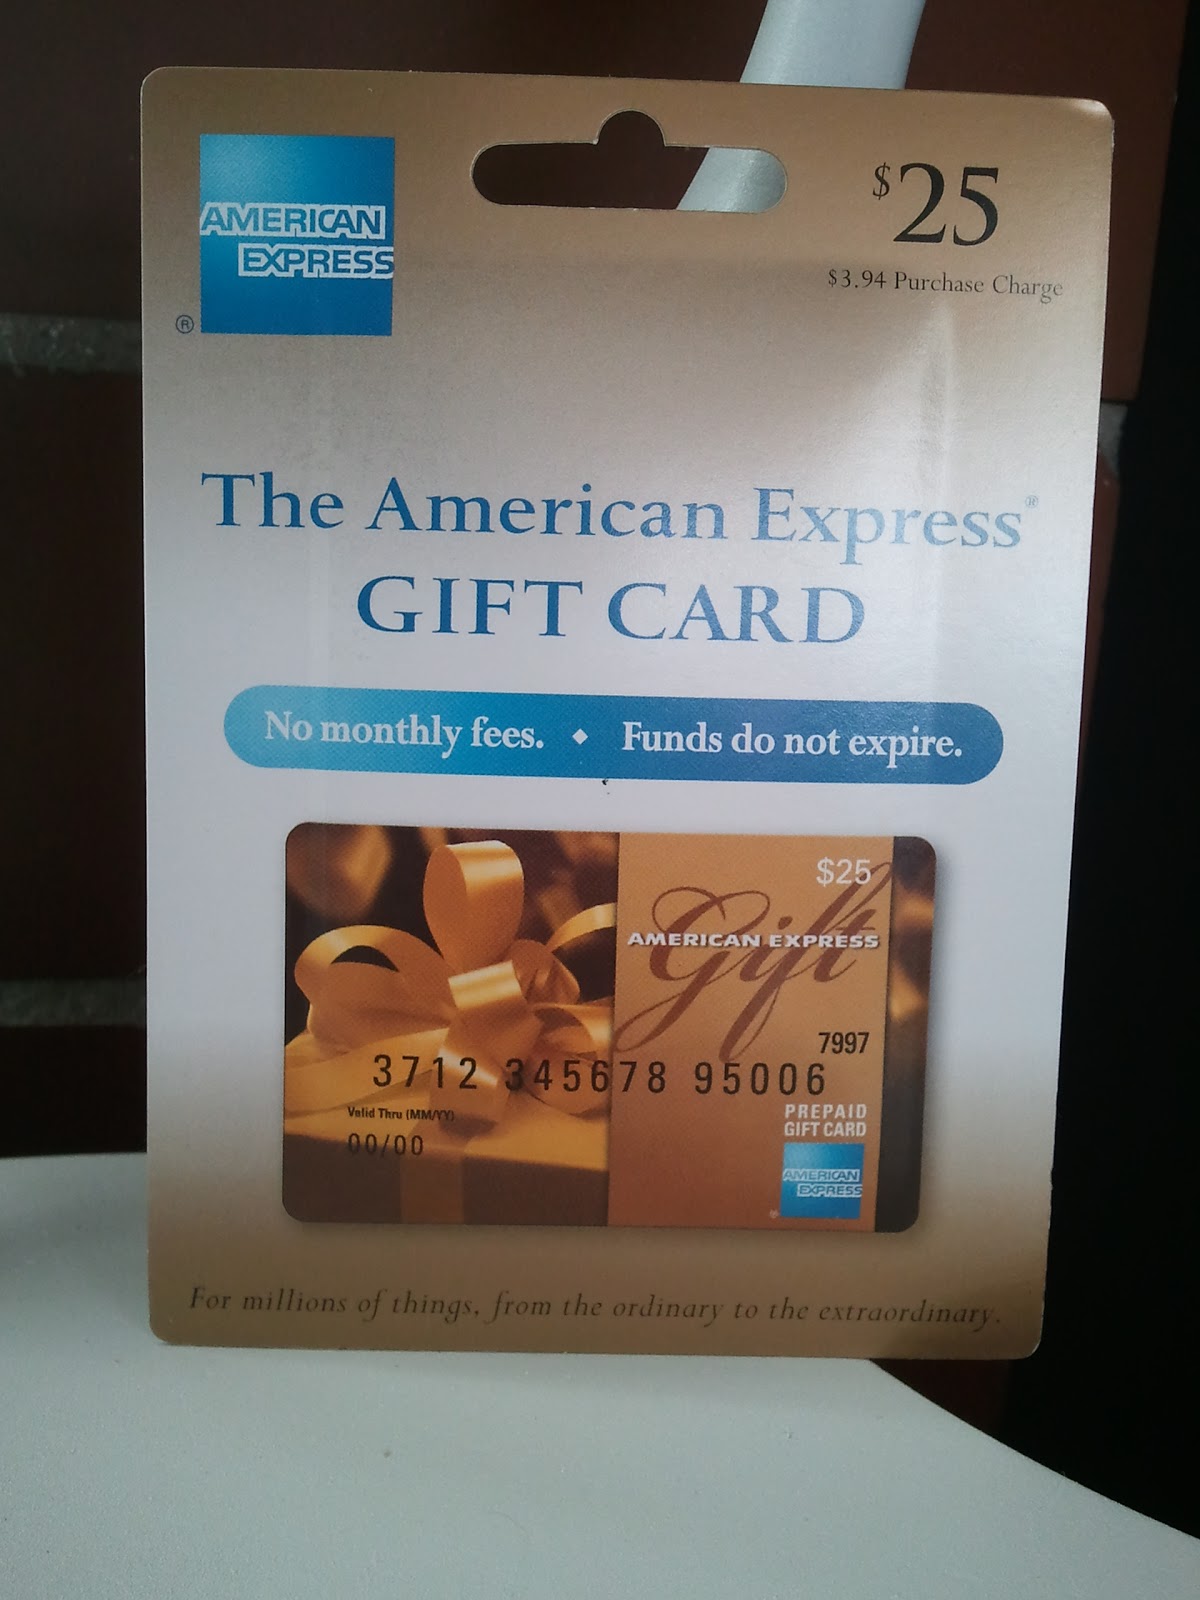 AMERICAN
EXPRESS
®
$25
$3.94 Purchase Charge
The American Express®
GIFT CARD
No monthly fees. ◆ Funds do not expire.
$25
Gift
AMERICAN EXPRESS
7997
3712 345678 95006
Valid Thru (MM/YY)
00/00
PREPAID
GIFT CARD
AMERICAN
EXPRESS
®
For millions of things, from the ordinary to the extraordinary.